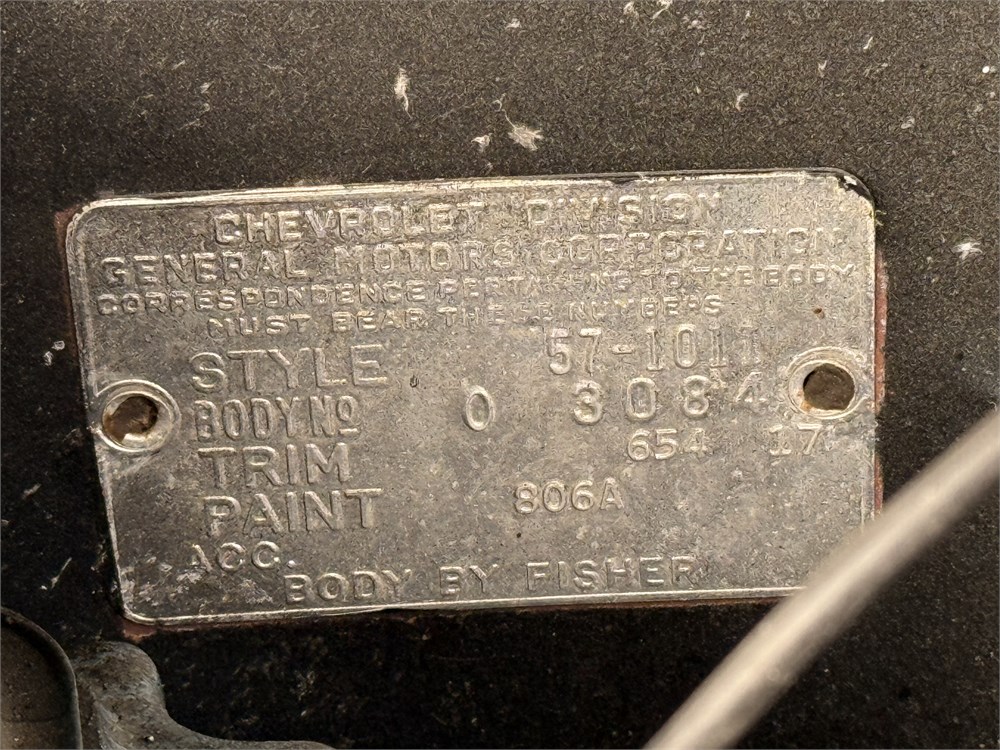 CHEVROLET DIVISION
GENERAL MOTORS CORPORATION
CORRESPONDENCE PERTAINING TO THE BODY
MUST BEAR THESE NUMBERS
STYLE 57-1011
BODY NO 0 3084
TRIM 654 17
PAINT 806A
ACC.
BODY BY FISHER